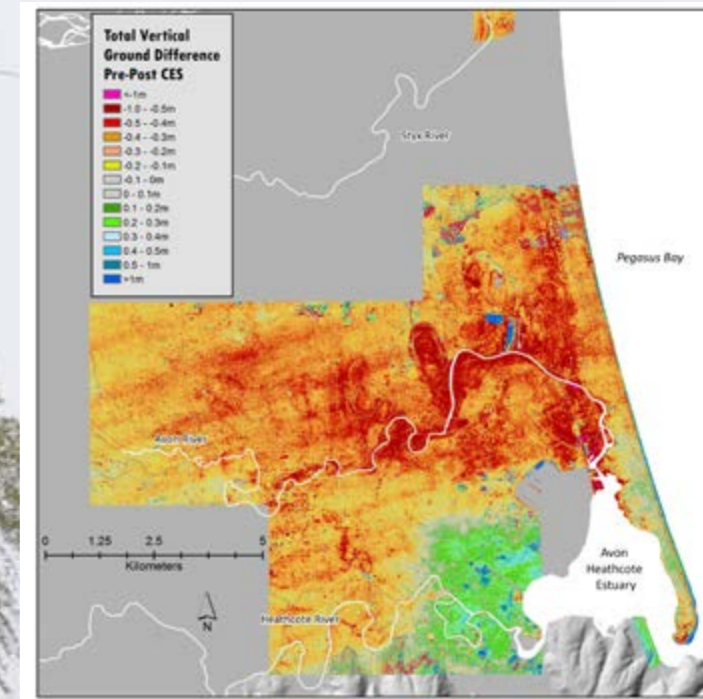 Total Vertical
Ground Difference
Pre-Post CES
<-1m
-1.0 - -0.5m
-0.5 - -0.4m
-0.4 - -0.3m
-0.3 - -0.2m
-0.2 - -0.1m
-0.1 - 0m
0 - 0.1m
0.1 - 0.2m
0.2 - 0.3m
0.3 - 0.4m
0.4 - 0.5m
0.5 - 1m
>1m
Styx River
Pegasus Bay
Avon River
0 1.25 2.5 5
Kilometers
N
Heathcote River
Avon
Heathcote
Estuary